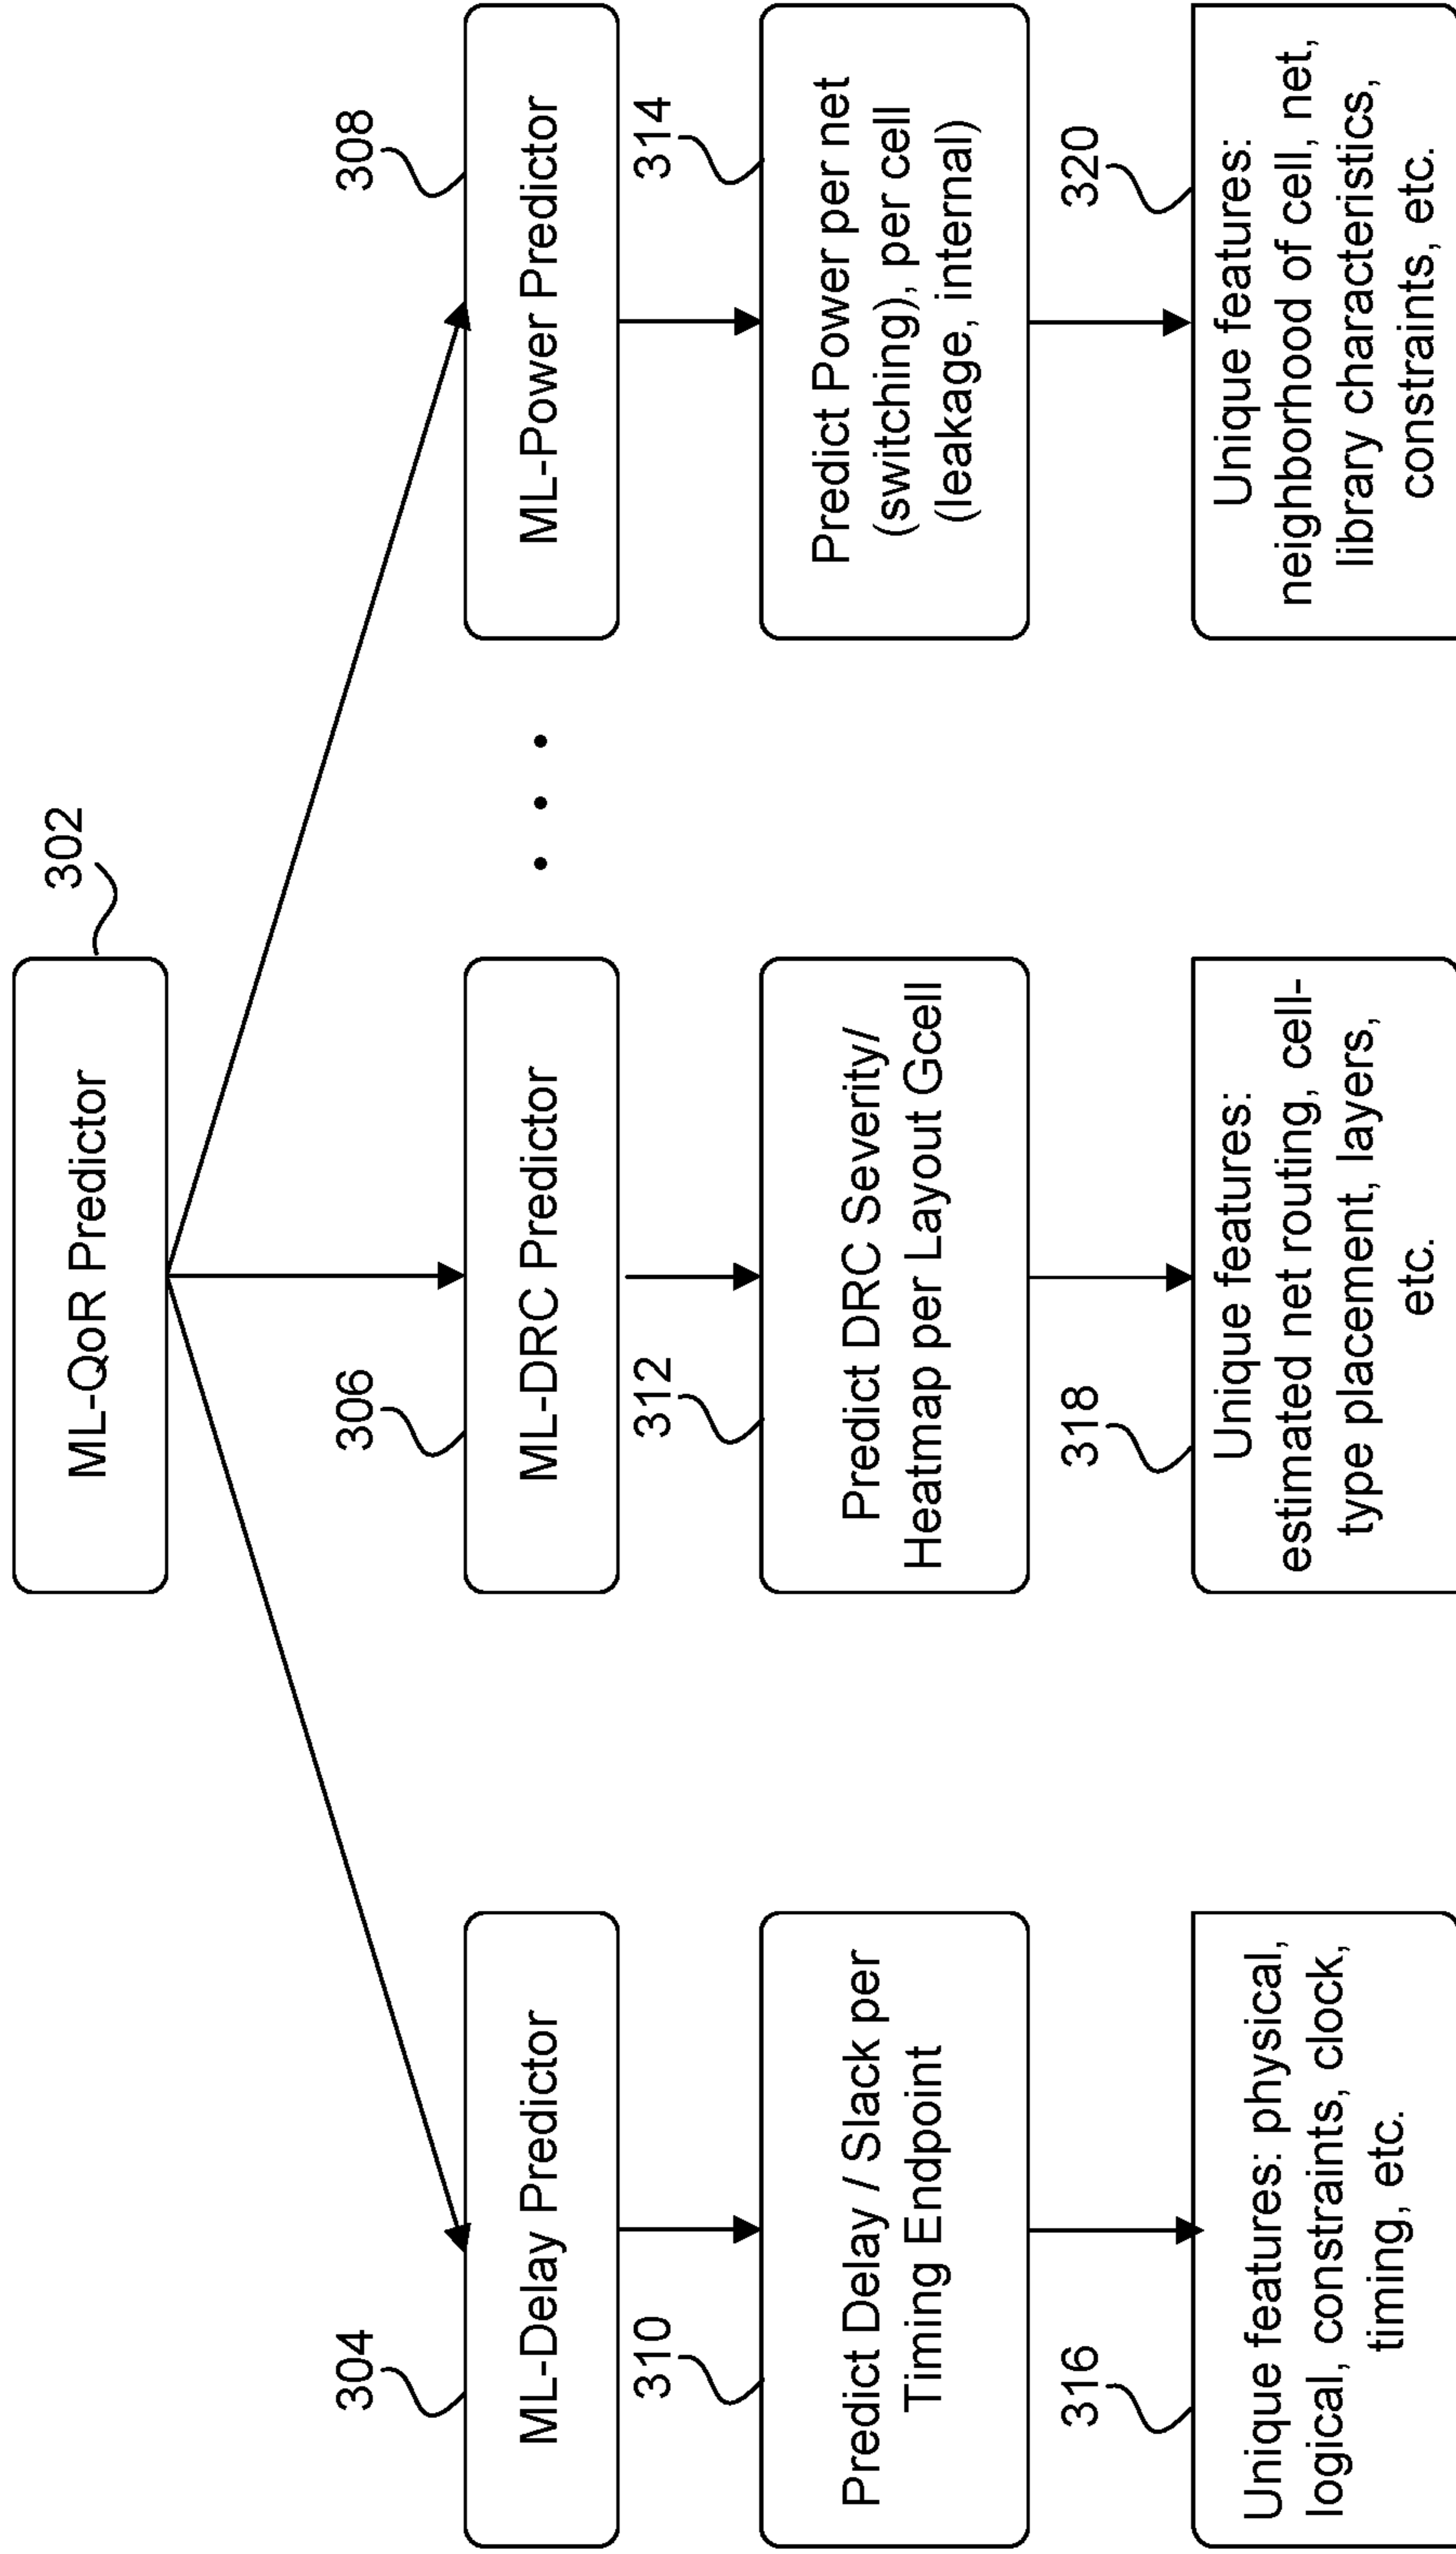 ML-QoR Predictor
302
304
306
308
ML-Delay Predictor
ML-DRC Predictor
• • •
ML-Power Predictor
310
312
314
Predict Delay / Slack per
Timing Endpoint
Predict DRC Severity/
Heatmap per Layout Gcell
Predict Power per net
(switching), per cell
(leakage, internal)
316
318
320
Unique features: physical,
logical, constraints, clock,
timing, etc.
Unique features:
estimated net routing, cell-
type placement, layers,
etc.
Unique features:
neighborhood of cell, net,
library characteristics,
constraints, etc.